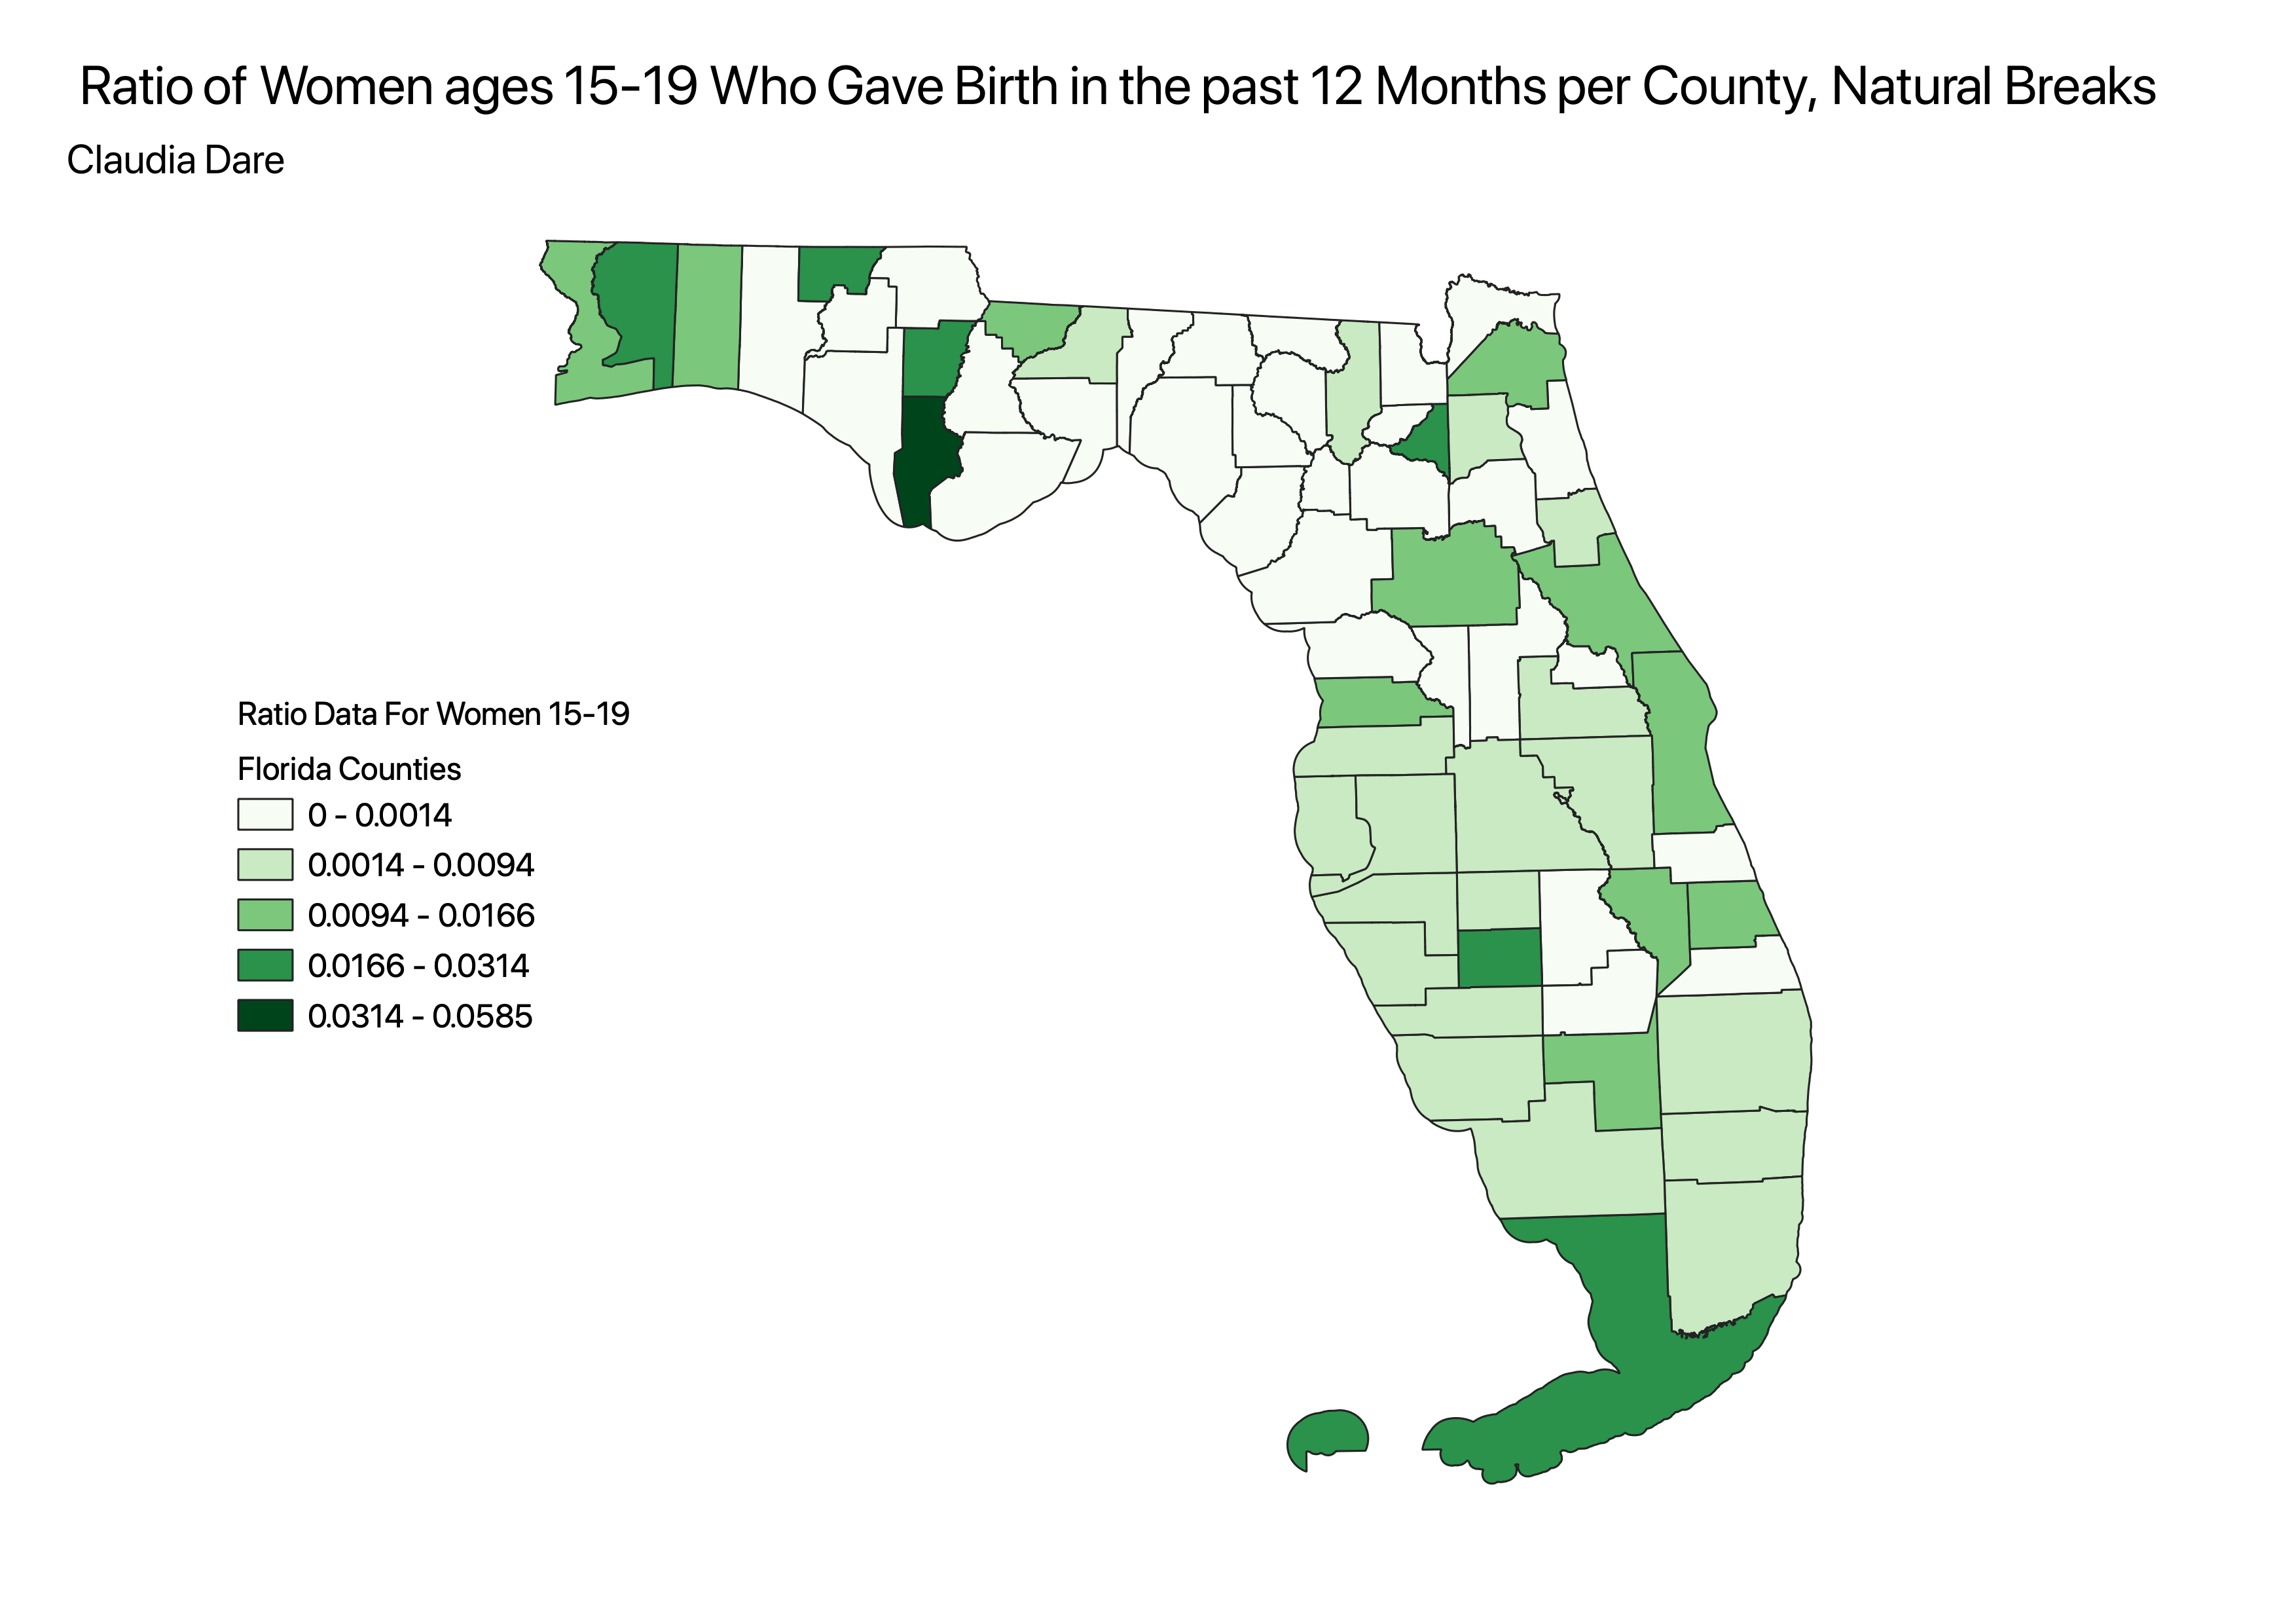 Ratio of Women ages 15-19 Who Gave Birth in the past 12 Months per County, Natural Breaks
Claudia Dare
Ratio Data For Women 15-19
Florida Counties
0 - 0.0014
0.0014 - 0.0094
0.0094 - 0.0166
0.0166 - 0.0314
0.0314 - 0.0585